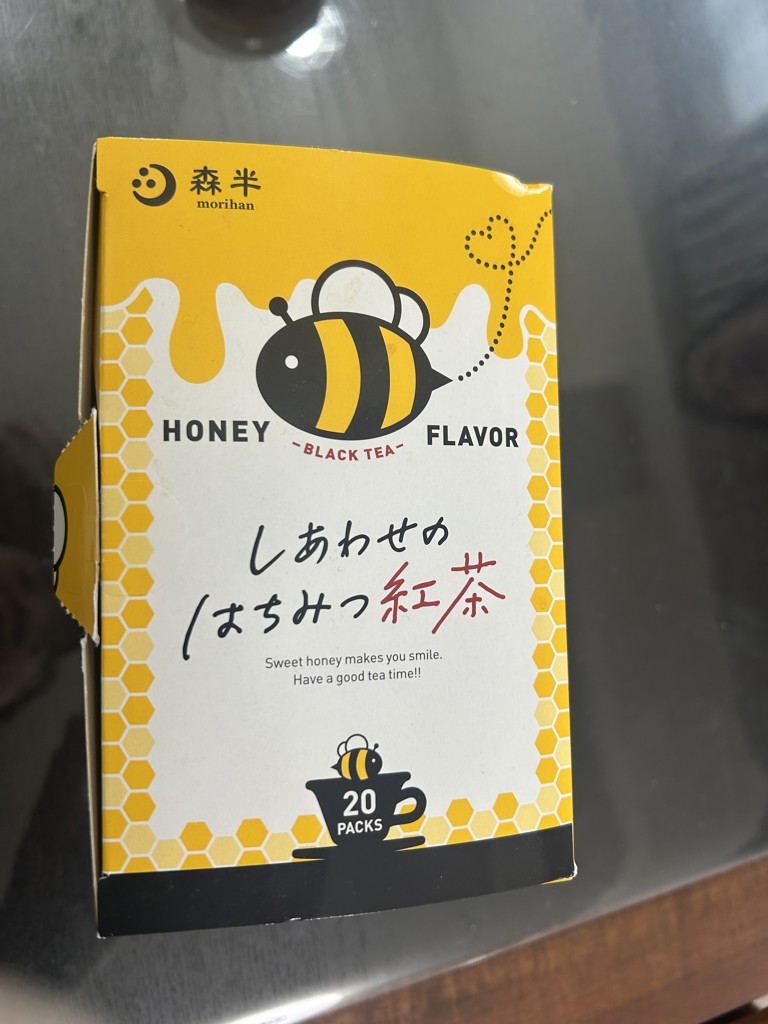 森半
morihan
HONEY FLAVOR
-BLACK TEA-
しあわせの
はちみつ紅茶
Sweet honey makes you smile.
Have a good tea time!!
20
PACKS